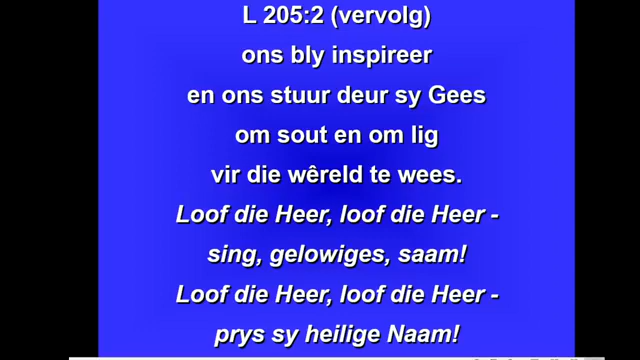 L 205:2 (vervolg)
ons bly inspireer
en ons stuur deur sy Gees
om sout en om lig
vir die wêreld te wees.
Loof die Heer, loof die Heer -
sing, gelowiges, saam!
Loof die Heer, loof die Heer -
prys sy heilige Naam!